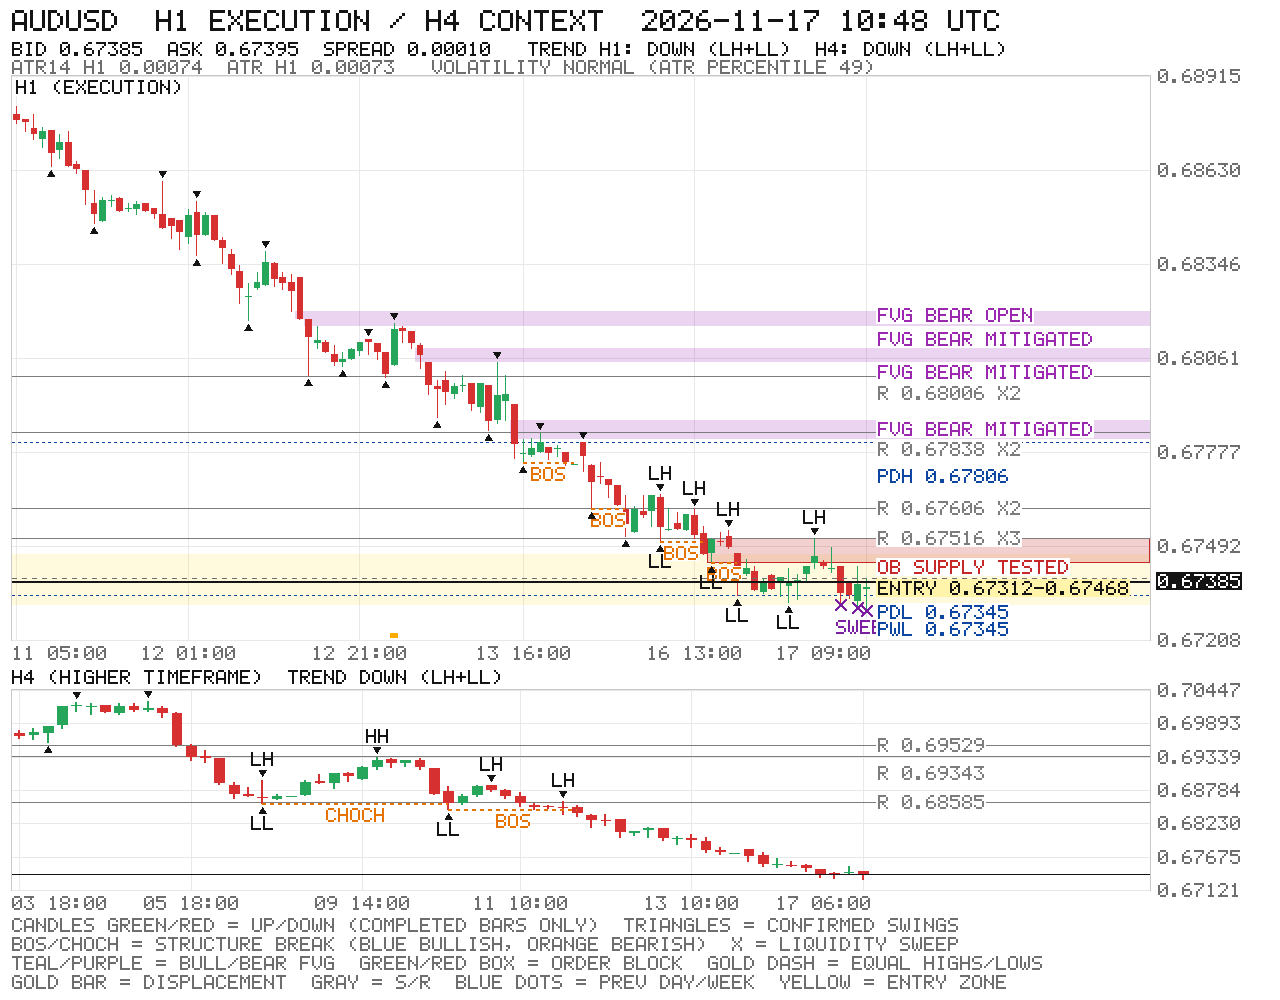 AUDUSD  H1 EXECUTION / H4 CONTEXT  2026-11-17 10:48 UTC
BID 0.67385  ASK 0.67395  SPREAD 0.00010  TREND H1: DOWN (LH+LL)  H4: DOWN (LH+LL)
ATR14 H1 0.00074  ATR H1 0.00073  VOLATILITY NORMAL (ATR PERCENTILE 49)
H1 (EXECUTION)
0.68915
0.68630
0.68346
FVG BEAR OPEN
FVG BEAR MITIGATED
0.68061
FVG BEAR MITIGATED
R 0.68006 X2
FVG BEAR MITIGATED
R 0.67838 X2
0.67777
BOS
LH
PDH 0.67806
LH
LH
R 0.67606 X2
BOS
LH
R 0.67516 X3
0.67492
BOS
LL
OB SUPPLY TESTED
BOS
LL
0.67385
ENTRY 0.67312-0.67468
LL
LL
PDL 0.67345
SWEE
PWL 0.67345
0.67208
11 05:00  12 01:00  12 21:00  13 16:00  16 13:00  17 09:00
H4 (HIGHER TIMEFRAME)  TREND DOWN (LH+LL)
0.70447
0.69893
HH
R 0.69529
0.69339
LH
LH
R 0.69343
LH
0.68784
R 0.68585
LL
CHOCH
LL
BOS
0.68230
0.67675
0.67121
03 18:00  05 18:00  09 14:00  11 10:00  13 10:00  17 06:00
CANDLES GREEN/RED = UP/DOWN (COMPLETED BARS ONLY)  TRIANGLES = CONFIRMED SWINGS
BOS/CHOCH = STRUCTURE BREAK (BLUE BULLISH, ORANGE BEARISH)  X = LIQUIDITY SWEEP
TEAL/PURPLE = BULL/BEAR FVG  GREEN/RED BOX = ORDER BLOCK  GOLD DASH = EQUAL HIGHS/LOWS
GOLD BAR = DISPLACEMENT  GRAY = S/R  BLUE DOTS = PREV DAY/WEEK  YELLOW = ENTRY ZONE